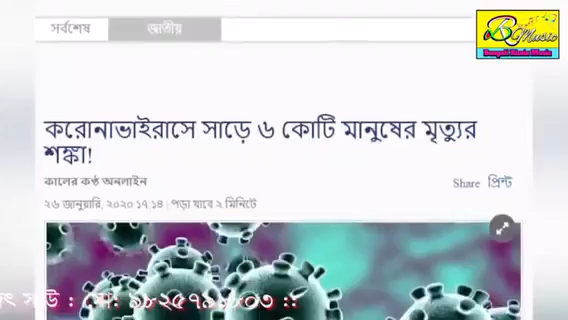 সর্বশেষ জাতীয়
করোনাভাইরাসে সাড়ে ৬ কোটি মানুষের মৃত্যুর
শঙ্কা!
কালের কণ্ঠ অনলাইন
Share প্রিন্ট
২৬ জানুয়ারি, ২০২০ ১৭:১৪ | পড়া যাবে ২ মিনিটে
B Music
সাউ : মো: